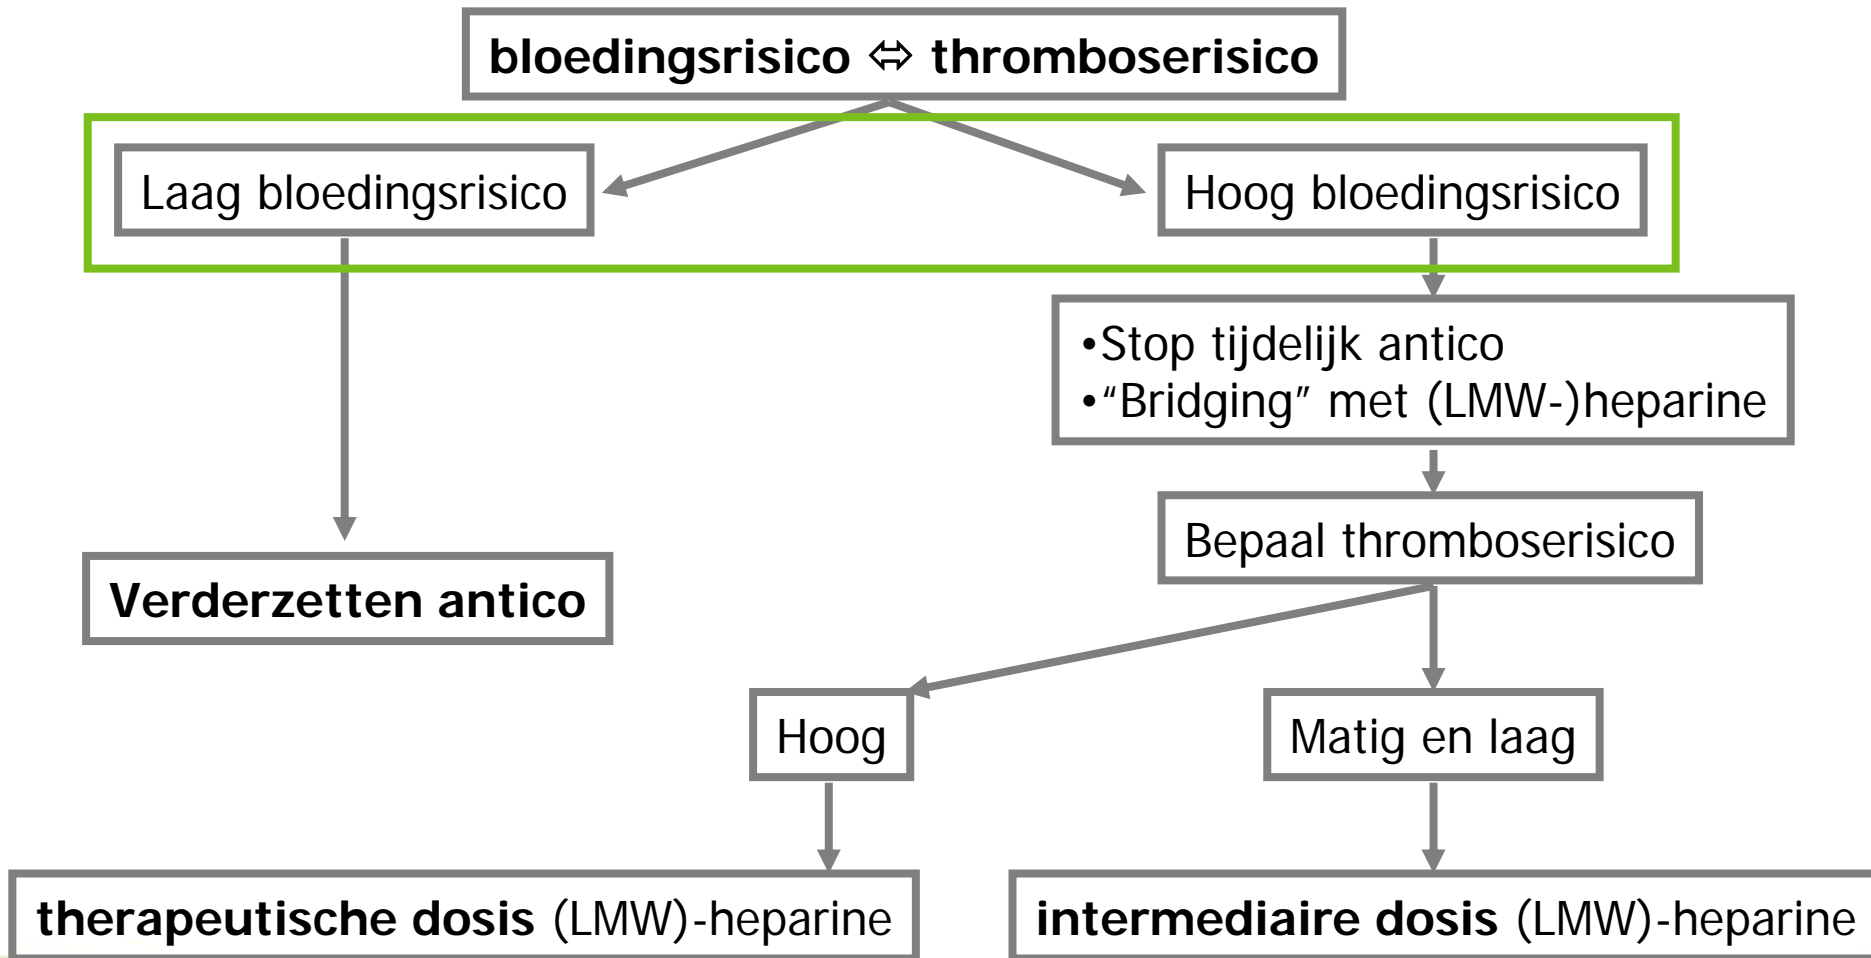 bloedingsrisico ⬄ thromboserisico
Laag bloedingsrisico
Hoog bloedingsrisico
•Stop tijdelijk antico
•“Bridging” met (LMW-)heparine
Bepaal thromboserisico
Verderzetten antico
Hoog
Matig en laag
therapeutische dosis (LMW)-heparine
intermediaire dosis (LMW)-heparine